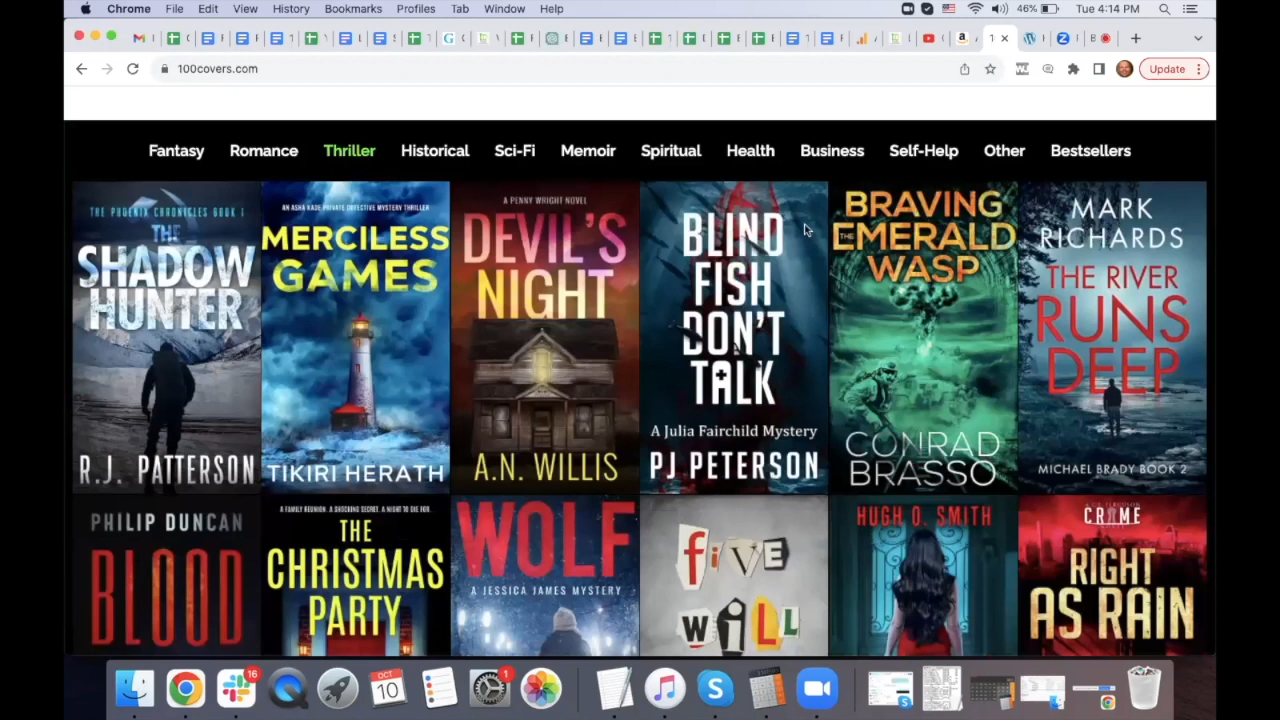 Chrome File Edit View History Bookmarks Profiles Tab Window Help
46% Tue 4:14 PM
100covers.com
Update
Fantasy Romance Thriller Historical Sci-Fi Memoir Spiritual Health Business Self-Help Other Bestsellers
THE PHOENIX CHRONICLES BOOK 1
THE
SHADOW
HUNTER
R.J. PATTERSON
AN ASHA KADE PRIVATE DETECTIVE MYSTERY THRILLER
MERCILESS
GAMES
TIKIRI HERATH
A PENNY WRIGHT NOVEL
DEVIL'S
NIGHT
A.N. WILLIS
BLIND
FISH
DON'T
TALK
A Julia Fairchild Mystery
PJ PETERSON
BRAVING
THE EMERALD
WASP
CONRAD
BRASSO
MARK
RICHARDS
THE RIVER
RUNS
DEEP
MICHAEL BRADY BOOK 2
PHILIP DUNCAN
BLOOD
A FAMILY REUNION. A SHOCKING SECRET. A NIGHT TO DIE FOR.
THE
CHRISTMAS
PARTY
WOLF
A JESSICA JAMES MYSTERY
fiVE
wiLL
HUGH O. SMITH
CRIME
RIGHT
AS RAIN
16
OCT
10
1